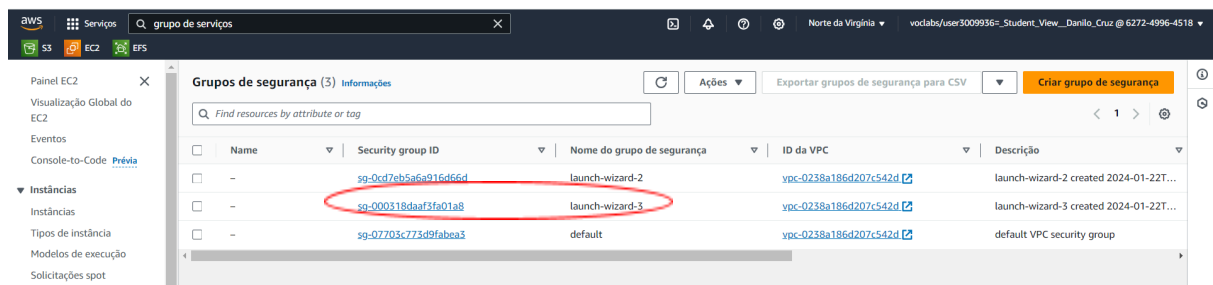 aws Serviços grupo de serviços Norte da Virgínia voclabs/user3009936=_Student_View__Danilo_Cruz @ 6272-4996-4518
S3 EC2 EFS
Painel EC2
Visualização Global do
EC2
Eventos
Console-to-Code Prévia
Instâncias
Instâncias
Tipos de instância
Modelos de execução
Solicitações spot
Grupos de segurança (3) Informações Ações Exportar grupos de segurança para CSV Criar grupo de segurança
Find resources by attribute or tag 1
Name Security group ID Nome do grupo de segurança ID da VPC Descrição
– sg-0cd7eb5a6a916d66d launch-wizard-2 vpc-0238a186d207c542d launch-wizard-2 created 2024-01-22T...
– sg-000318daaf3fa01a8 launch-wizard-3 vpc-0238a186d207c542d launch-wizard-3 created 2024-01-22T...
– sg-07703c773d9fabea3 default vpc-0238a186d207c542d default VPC security group